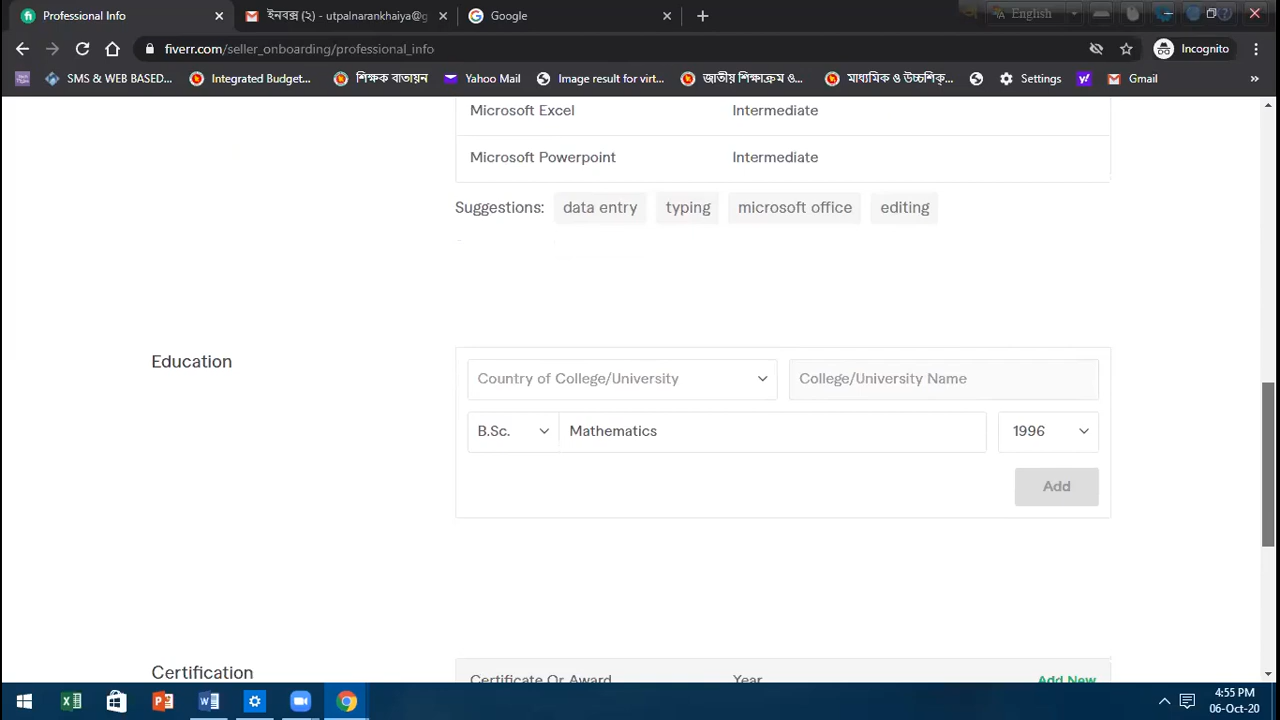 Professional Info
ইনবক্স (২) - utpalnarankhaiya@g
Google
English
fiverr.com/seller_onboarding/professional_info
Incognito
SMS & WEB BASED...
Integrated Budget...
শিক্ষক বাতায়ন
Yahoo Mail
Image result for virt...
জাতীয় শিক্ষাক্রম ও...
মাধ্যমিক ও উচ্চশিক্...
Settings
Gmail
Microsoft Excel Intermediate
Microsoft Powerpoint Intermediate
Suggestions: data entry typing microsoft office editing
Education
Country of College/University College/University Name
B.Sc. Mathematics 1996
Add
Certification
Certificate Or Award Year Add New
4:55 PM
06-Oct-20